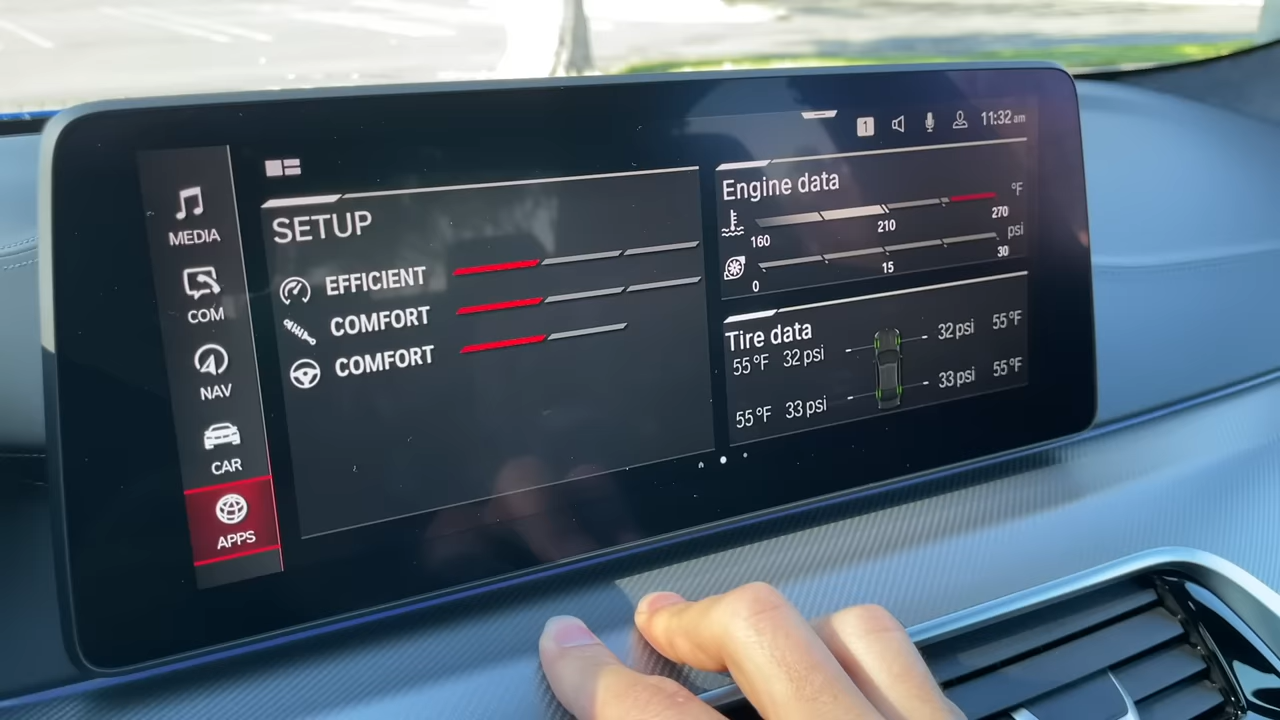 1 11:32 am
MEDIA
COM
NAV
CAR
APPS
SETUP
EFFICIENT
COMFORT
COMFORT
Engine data
°F
160 210 270
psi
0 15 30
Tire data
55°F 32 psi 32 psi 55°F
55°F 33 psi 33 psi 55°F